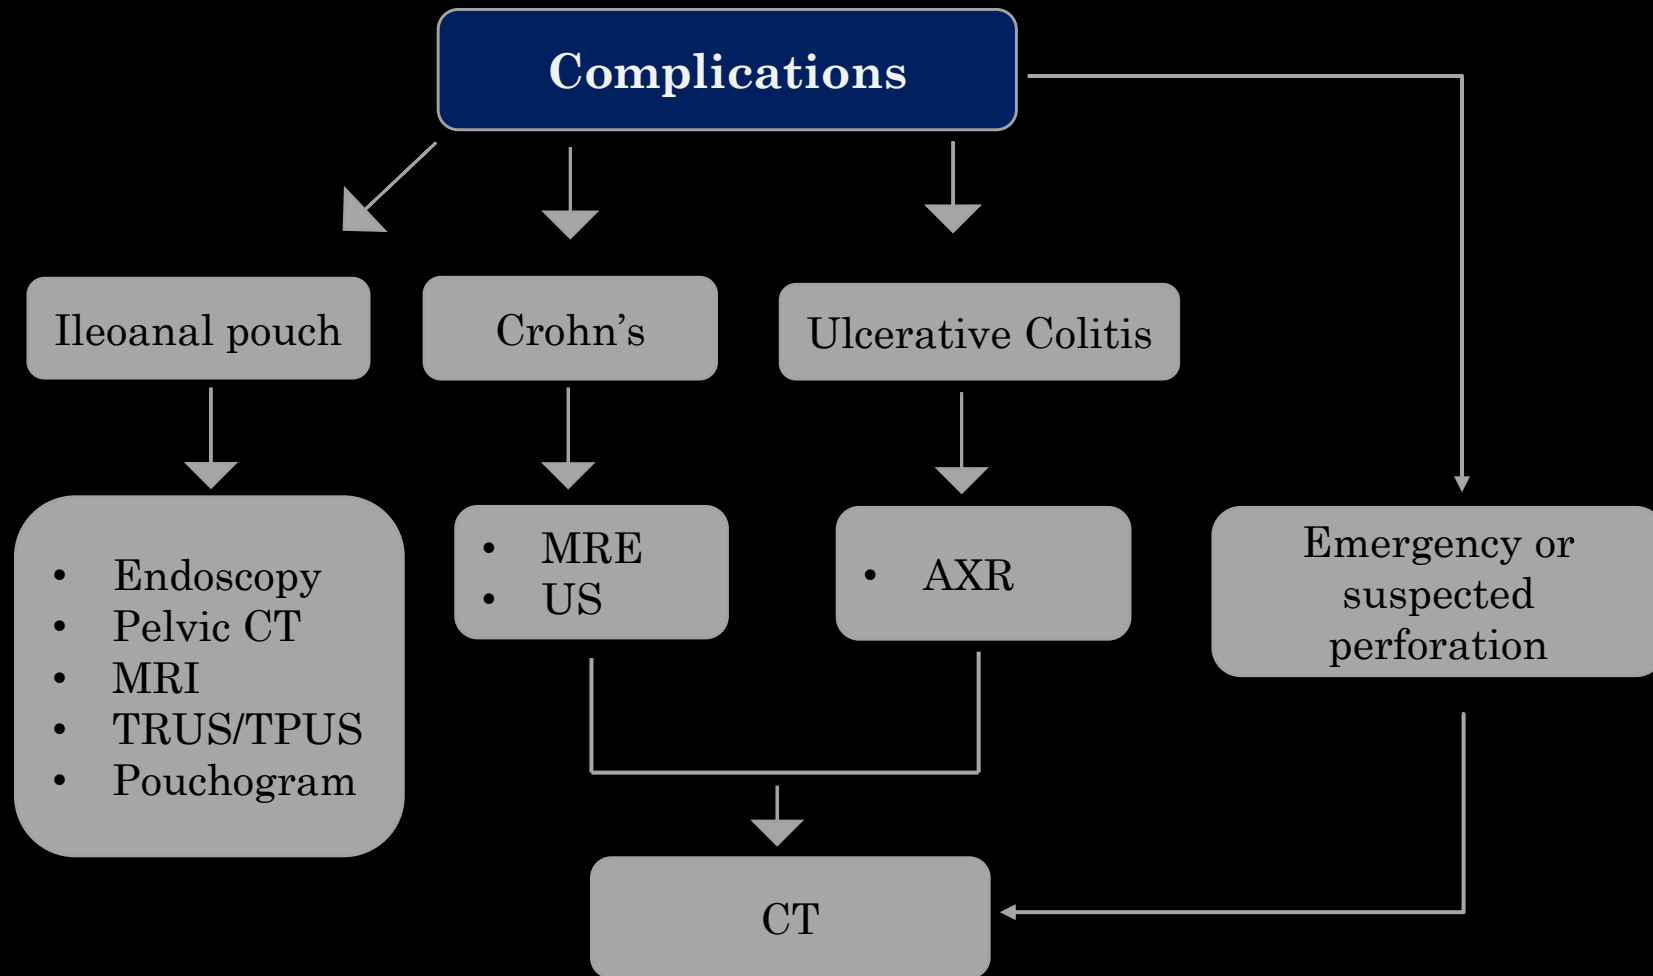 Complications
Ileoanal pouch
Crohn's
Ulcerative Colitis
• Endoscopy
• Pelvic CT
• MRI
• TRUS/TPUS
• Pouchogram
• MRE
• US
• AXR
Emergency or
suspected
perforation
CT